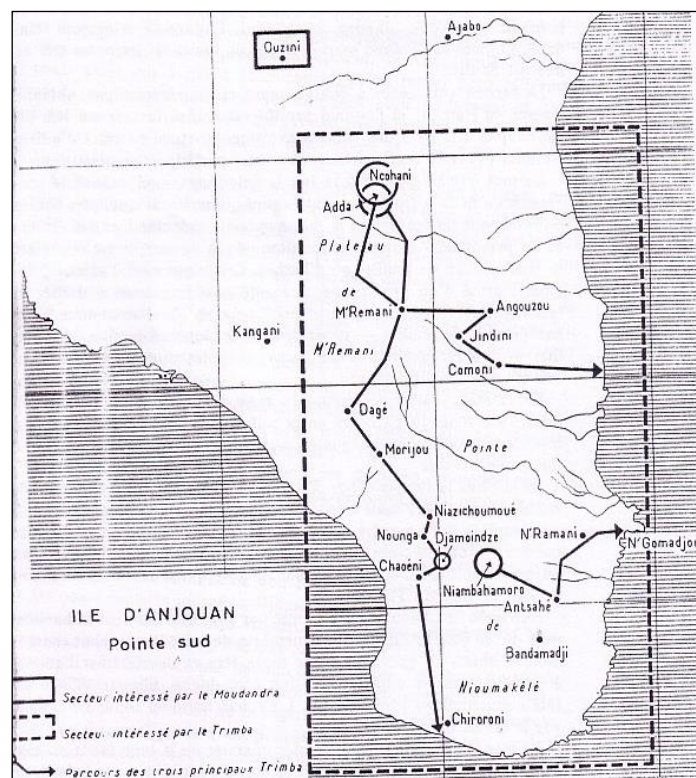 Ajabo
Ouzini
Ncohani
Adda
Plateau
de
M'Remani
Angouzou
Kangani
Jindini
M'Remani
Comoni
Dagé
Morijou
Pointe
Niazichoumoué
Nounga
Djamoindze
N'Ramani
N'Gomadjou
Chaoéni
Niambahamoro
Antsahé
ILE D'ANJOUAN
Pointe sud
de
Bandamadji
Nioumakélé
Secteur intéressé par le Moudandra
Chiroroni
Secteur intéressé par le Trimba
Parcours des trois principaux Trimba